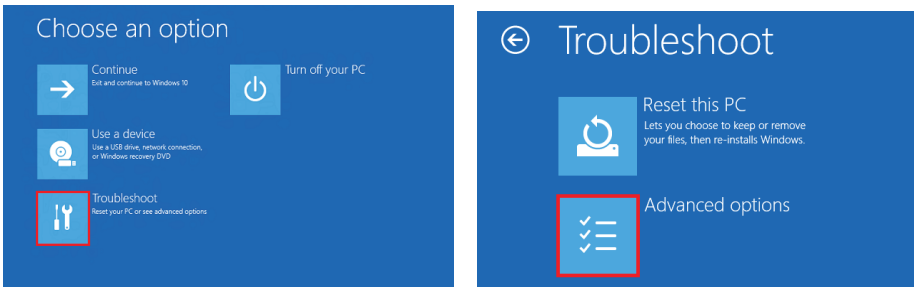 Choose an option
Continue
Exit and continue to Windows 10
Turn off your PC
Use a device
Use a USB drive, network connection,
or Windows recovery DVD
Troubleshoot
Reset your PC or see advanced options
Troubleshoot
Reset this PC
Lets you choose to keep or remove
your files, then re-installs Windows.
Advanced options